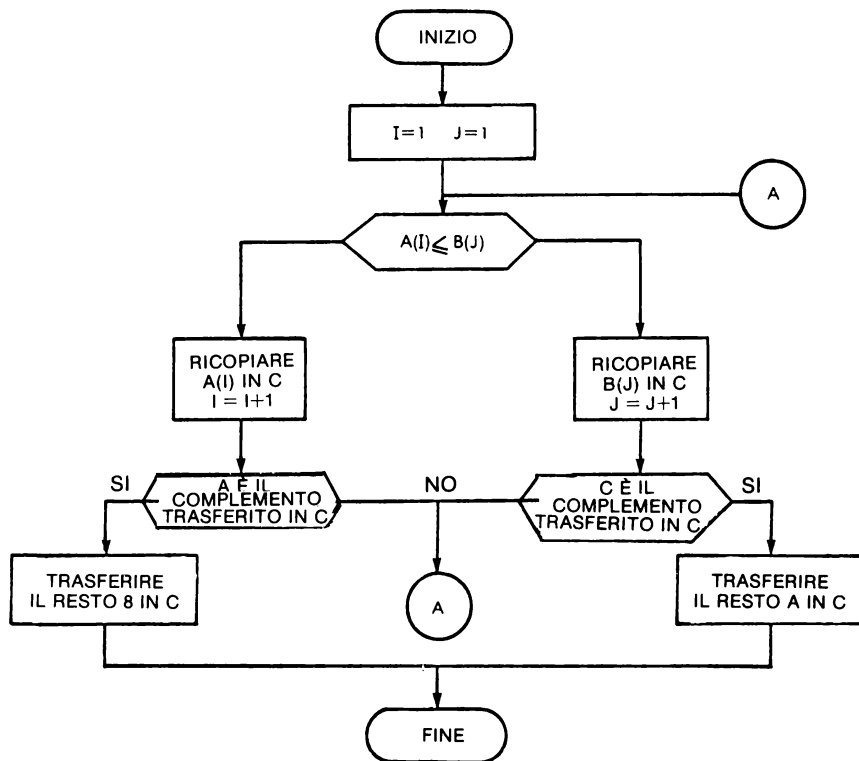 INIZIO
I=1 J=1
A
A(I)≤ B(J)
RICOPIARE
A(I) IN C
I = I+1
RICOPIARE
B(J) IN C
J = J+1
SI
A È IL
COMPLEMENTO
TRASFERITO IN C
NO
C È IL
COMPLEMENTO
TRASFERITO IN C
SI
TRASFERIRE
IL RESTO 8 IN C
A
TRASFERIRE
IL RESTO A IN C
FINE